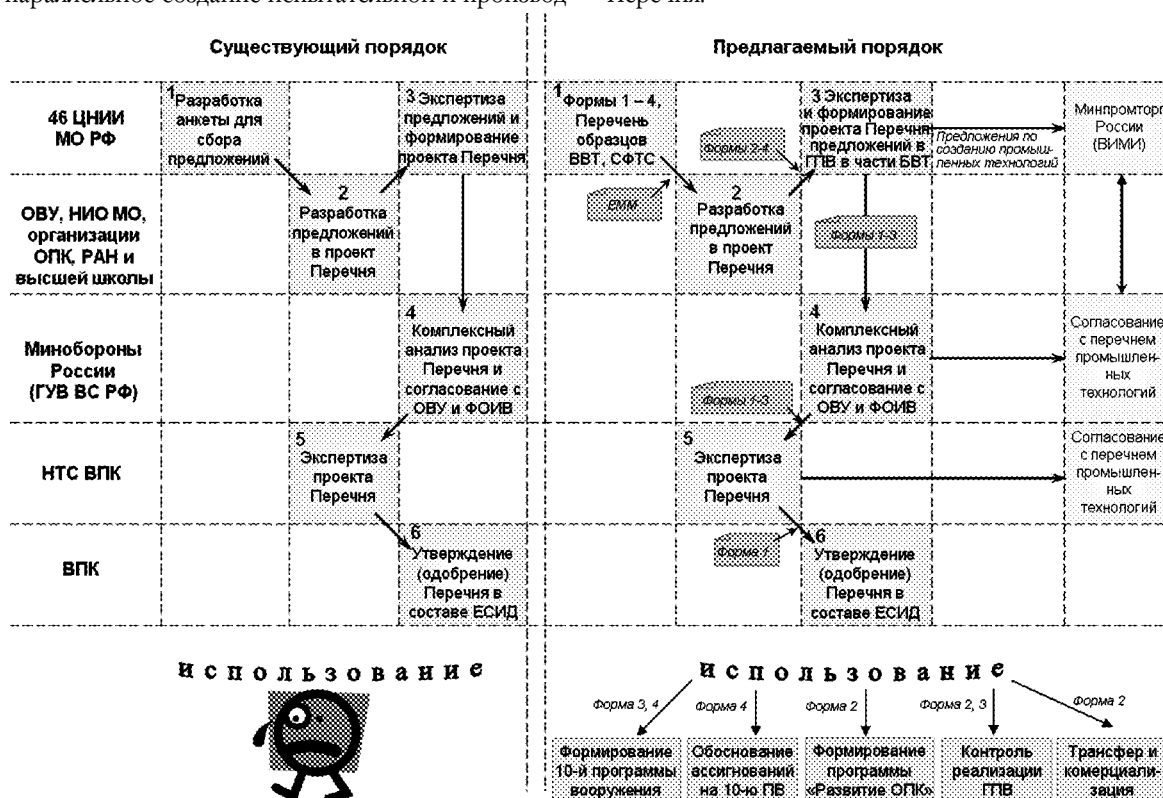 параллельное создание испытательной и производ— Перечня.
Существующий порядок
Предлагаемый порядок
46 ЦНИИ
МО РФ
1
Разработка
анкеты для
сбора
предложений
3 Экспертиза
предложений и
формирование
проекта Перечня
1
Формы 1 – 4,
Перечень
образцов
ВВТ, СФТС
Формы 2-4
3 Экспертиза
и формирование
проекта Перечня
предложений в
ГПВ в части БВТ
Предложения по
созданию промыш-
ленных технологий
Минпромторг
России
(ВИМИ)
ОВУ, НИО МО,
организации
ОПК, РАН и
высшей школы
2
Разработка
предложений
в проект
Перечня
ЕМM
2
Разработка
предложений
в проект
Перечня
Формы 1-3
Минобороны
России
(ГУВ ВС РФ)
4
Комплексный
анализ проекта
Перечня и
согласование с
ОВУ и ФОИВ
Формы 1-3
4
Комплексный
анализ проекта
Перечня и
согласование с
ОВУ и ФОИВ
Согласование
с перечнем
промышлен-
ных
технологий
НТС ВПК
5
Экспертиза
проекта
Перечня
5
Экспертиза
проекта
Перечня
Согласование
с перечнем
промышлен-
ных
технологий
ВПК
6
Утверждение
(одобрение)
Перечня в
составе ЕСИД
Форма 1
6
Утверждение
(одобрение)
Перечня в
составе ЕСИД
использование
использование
Форма 3, 4
Форма 4
Форма 2
Форма 2, 3
Форма 2
Формирование
10-й программы
вооружения
Обоснование
ассигнований
на 10-ю ПВ
Формирование
программы
«Развитие ОПК»
Контроль
реализации
ГПВ
Трансфер и
комерциали-
зация